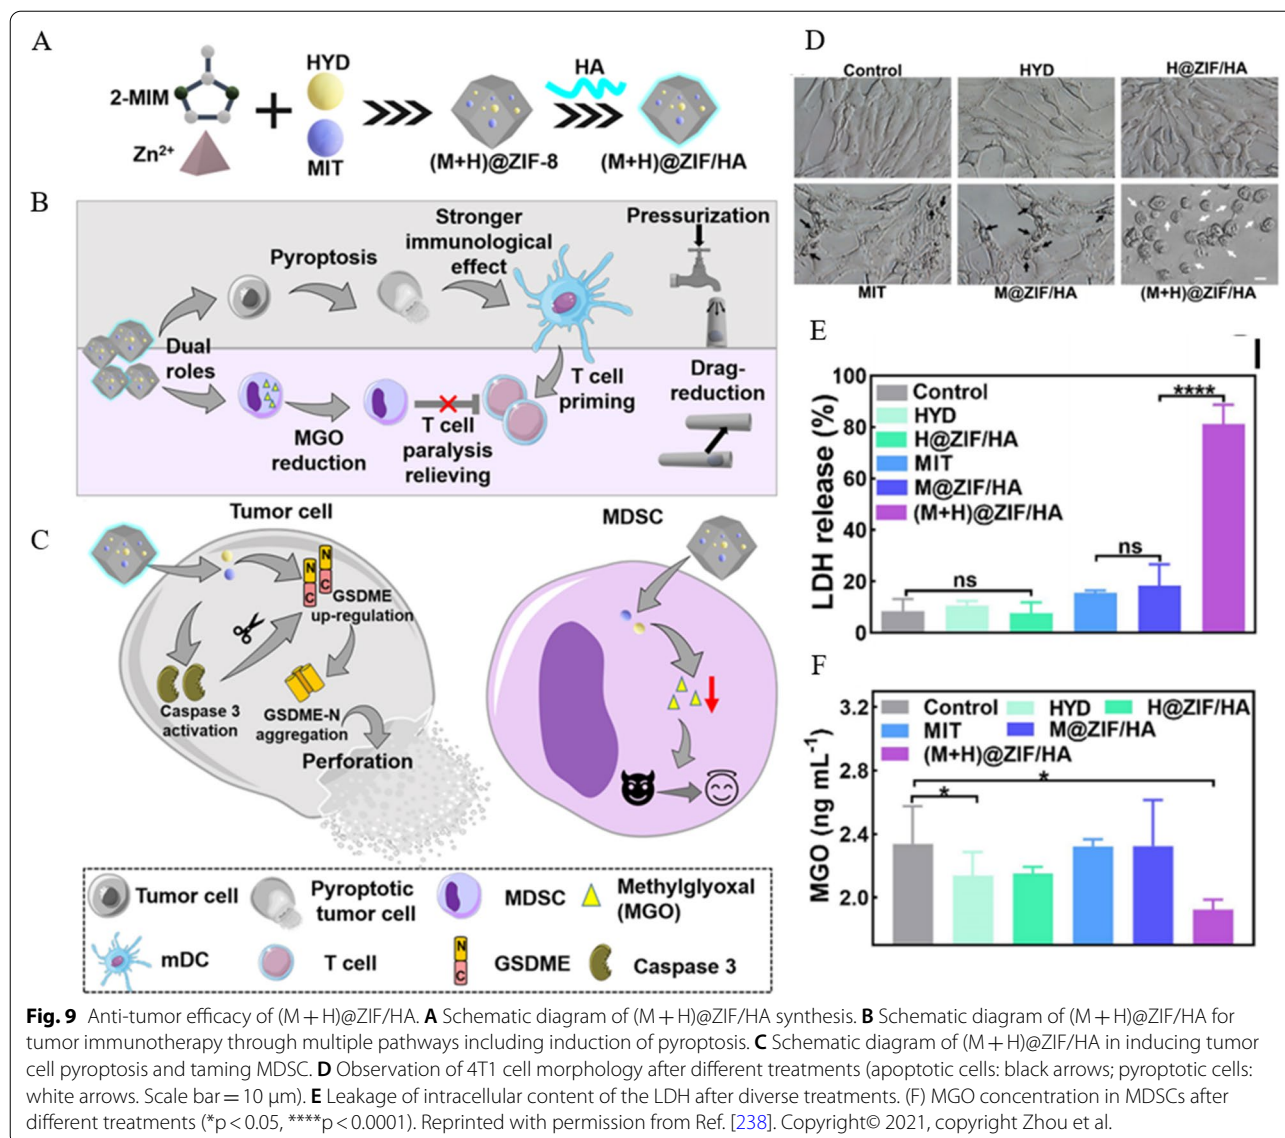 A
2-MIM
Zn2+
HYD
MIT
(M+H)@ZIF-8
HA
(M+H)@ZIF/HA
B
Dual
roles
Pyroptosis
Stronger
immunological
effect
Pressurization
MGO
reduction
T cell
paralysis
relieving
T cell
priming
Drag-
reduction
C
Tumor cell
N
N
C
C
GSDME
up-regulation
Caspase 3
activation
GSDME-N
aggregation
Perforation
MDSC
Tumor cell
Pyroptotic
tumor cell
MDSC
Methylglyoxal
(MGO)
mDC
T cell
N
C
GSDME
Caspase 3
D
Control
HYD
H@ZIF/HA
MIT
M@ZIF/HA
(M+H)@ZIF/HA
E
LDH release (%)
100
80
60
40
20
0
Control
HYD
H@ZIF/HA
MIT
M@ZIF/HA
(M+H)@ZIF/HA
ns
ns
****
F
MGO (ng mL-1)
3.2
2.8
2.4
2.0
Control
HYD
H@ZIF/HA
MIT
M@ZIF/HA
(M+H)@ZIF/HA
*
*
Fig. 9 Anti-tumor efficacy of (M + H)@ZIF/HA. A Schematic diagram of (M + H)@ZIF/HA synthesis. B Schematic diagram of (M + H)@ZIF/HA for
tumor immunotherapy through multiple pathways including induction of pyroptosis. C Schematic diagram of (M + H)@ZIF/HA in inducing tumor
cell pyroptosis and taming MDSC. D Observation of 4T1 cell morphology after different treatments (apoptotic cells: black arrows; pyroptotic cells:
white arrows. Scale bar = 10 μm). E Leakage of intracellular content of the LDH after diverse treatments. (F) MGO concentration in MDSCs after
different treatments (*p < 0.05, ****p < 0.0001). Reprinted with permission from Ref. [238]. Copyright© 2021, copyright Zhou et al.